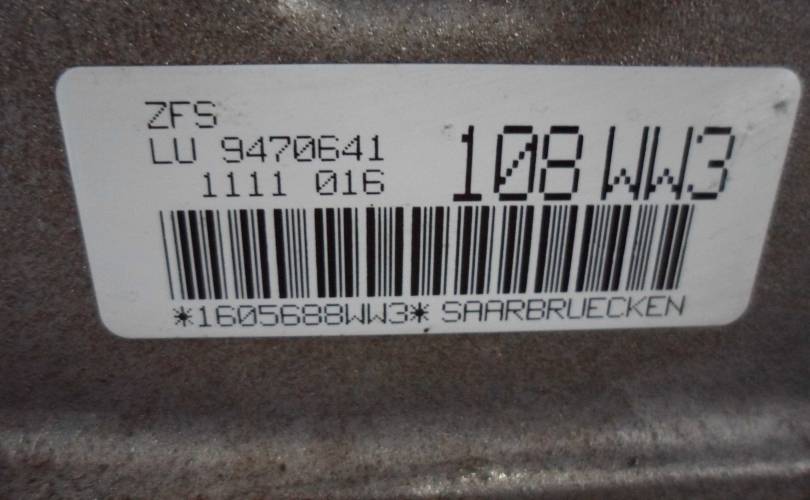 ZFS
LU 9470641
1111 016
108 WW3
*1605688WW3* SAARBRUECKEN